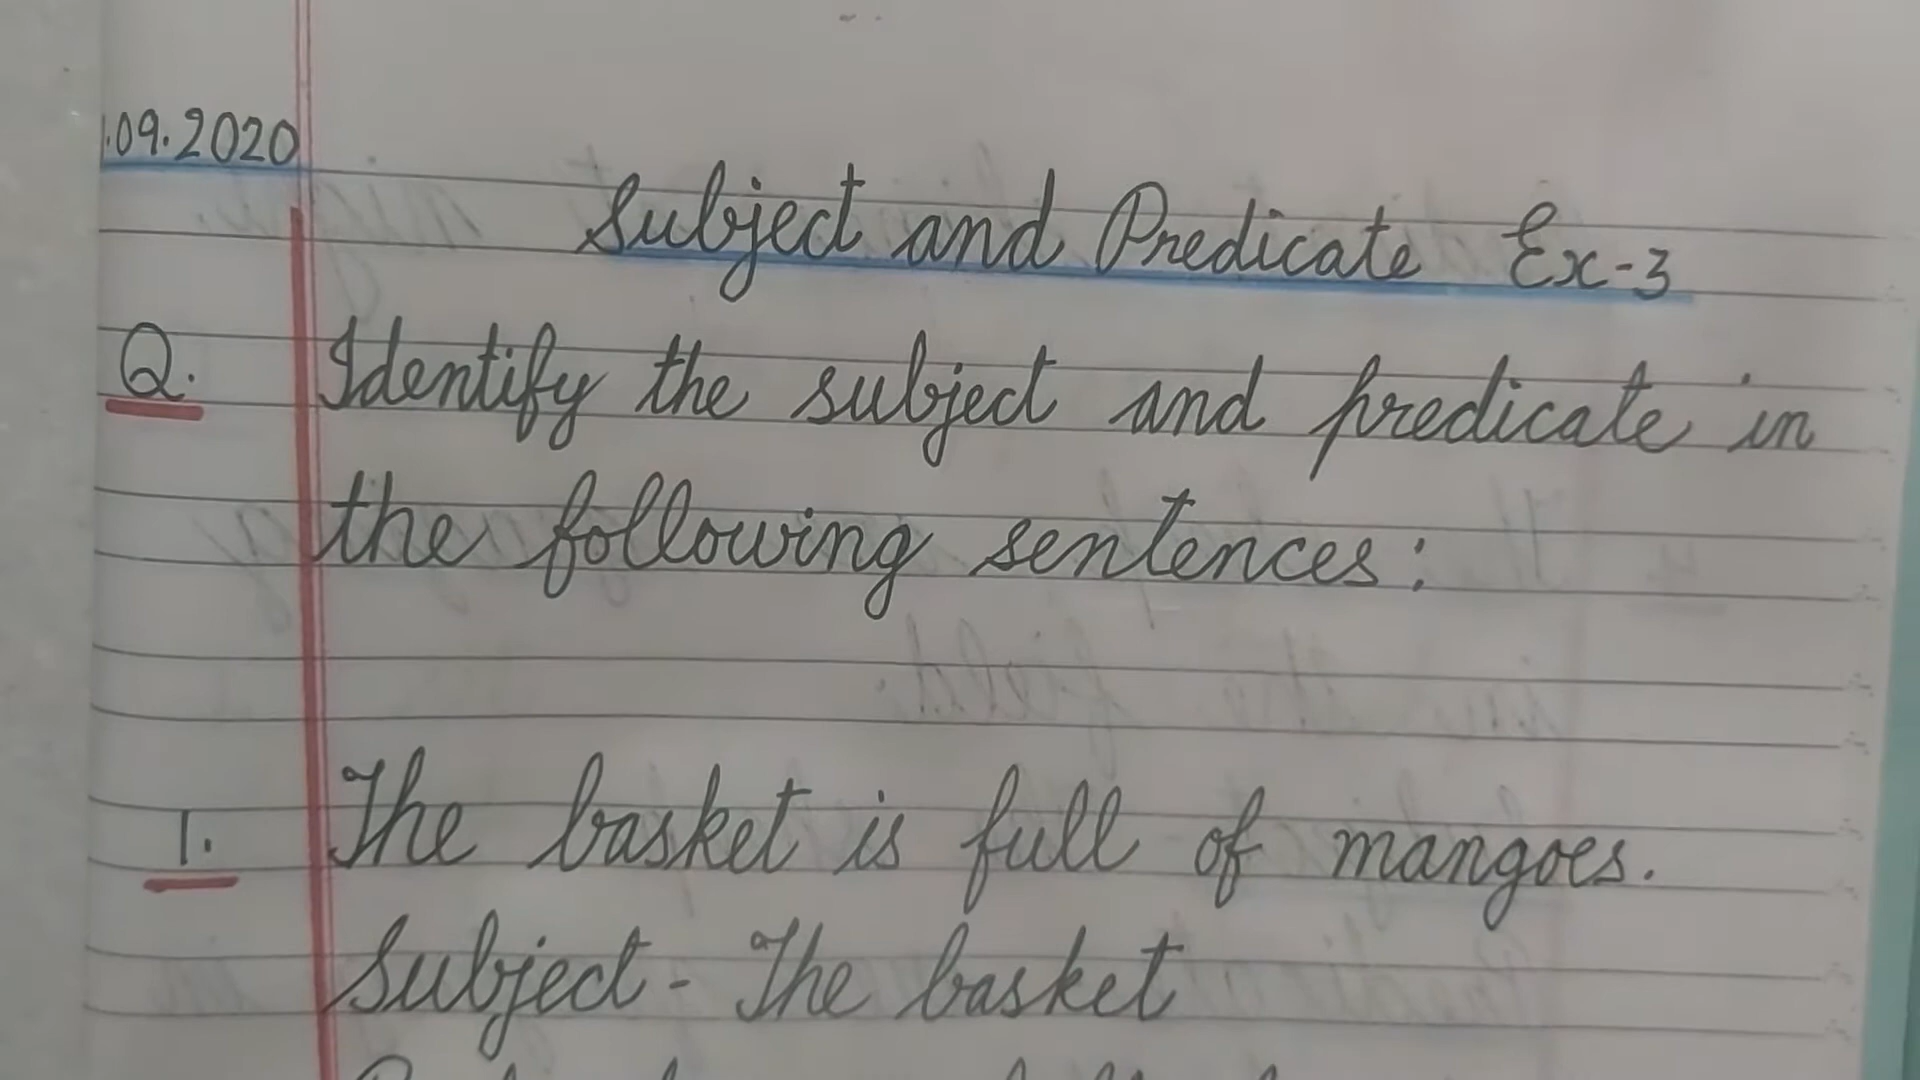 .09.2020
Subject and Predicate Ex-3
Q. Identify the subject and predicate in
the following sentences:
1. The basket is full of mangoes.
Subject - The basket